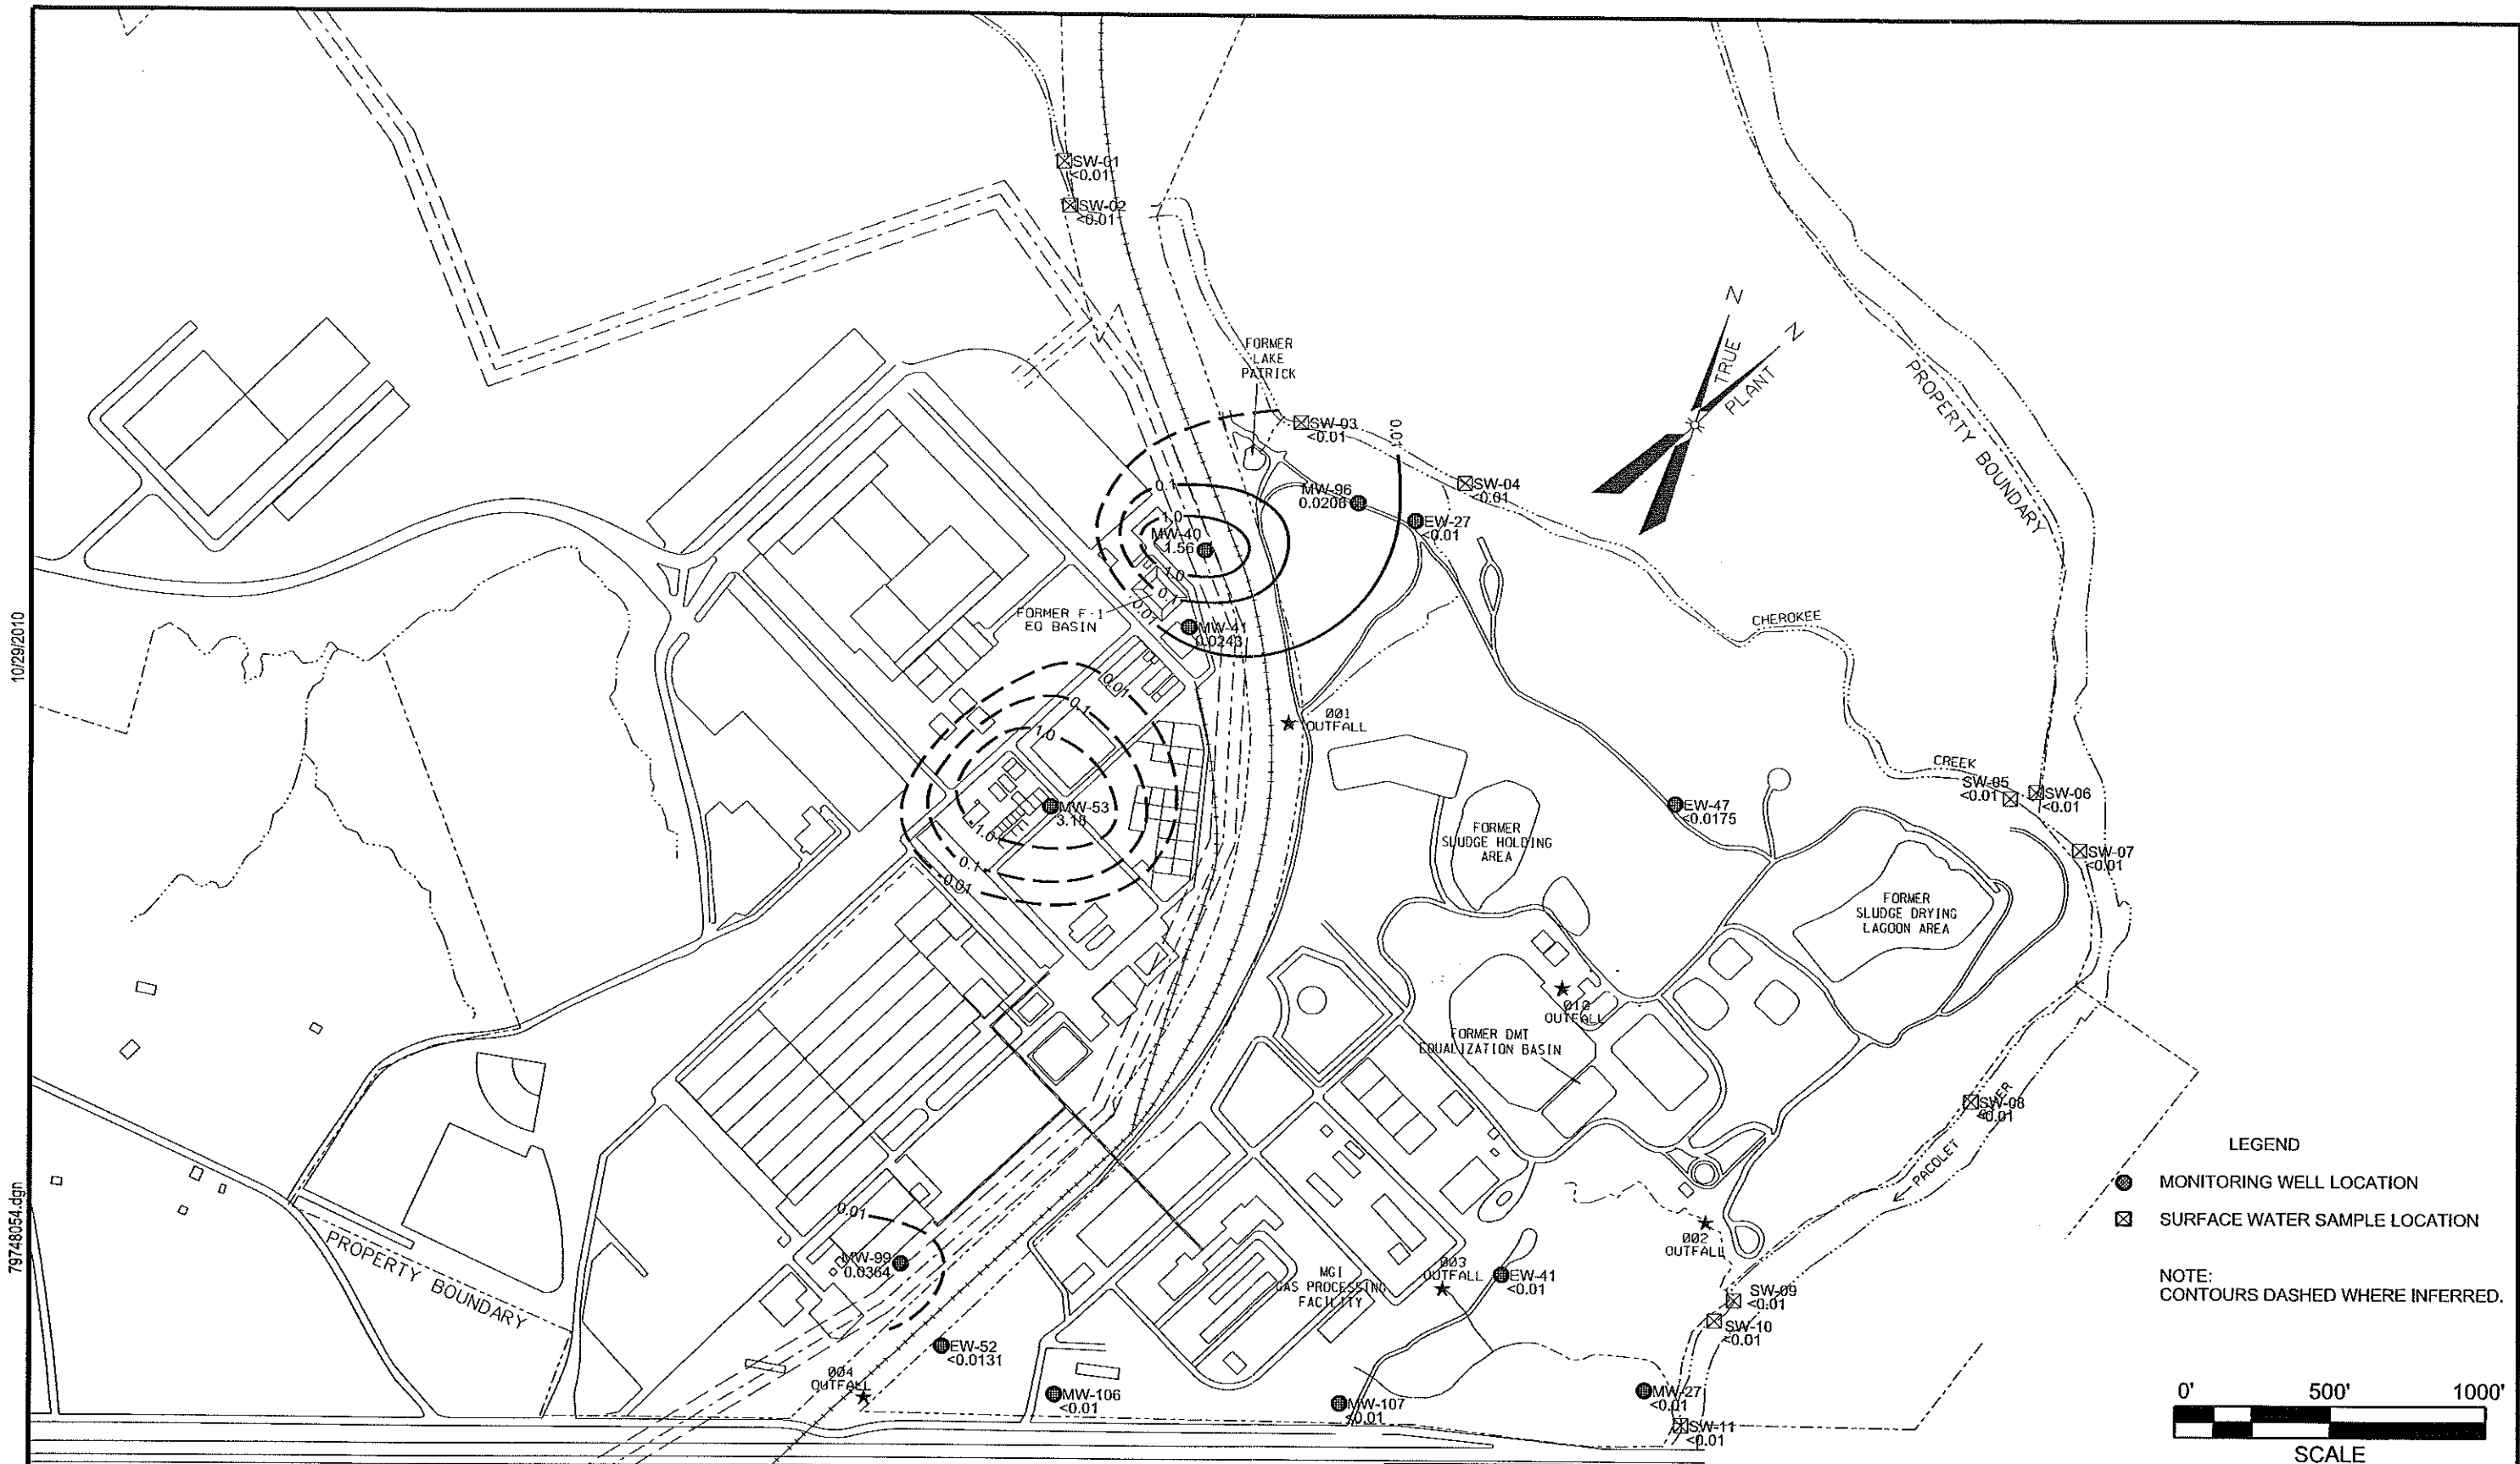 SW-01
<0.01
SW-02
<0.01
FORMER
LAKE
PATRICK
TRUE
N
PLANT
N
PROPERTY BOUNDARY
SW-03
<0.01
0.01
SW-04
<0.01
MW-96
0.0206
EW-27
<0.01
0.1
1.0
MW-40
1.56
1.0
0.1
0.01
FORMER F-1
EQ BASIN
MW-41
0.0243
10/29/2010
CHEROKEE
CREEK
0.01
0.1
1.0
001
OUTFALL
MW-53
3.16
1.0
0.1
0.01
EW-47
<0.0175
SW-05
<0.01
SW-06
<0.01
SW-07
<0.01
FORMER
SLUDGE HOLDING
AREA
FORMER
SLUDGE DRYING
LAGOON AREA
010
OUTFALL
FORMER DMT
EQUALIZATION BASIN
SW-08
<0.01
PACOLET
RIVER
79748054.dgn
PROPERTY BOUNDARY
0.01
MW-99
0.0364
MGI
GAS PROCESSING
FACILITY
003
OUTFALL
EW-41
<0.01
002
OUTFALL
SW-09
<0.01
SW-10
<0.01
EW-52
<0.0131
004
OUTFALL
MW-106
<0.01
MW-107
<0.01
MW-27
<0.01
SW-11
<0.01
LEGEND
MONITORING WELL LOCATION
SURFACE WATER SAMPLE LOCATION
NOTE:
CONTOURS DASHED WHERE INFERRED.
0' 500' 1000'
SCALE